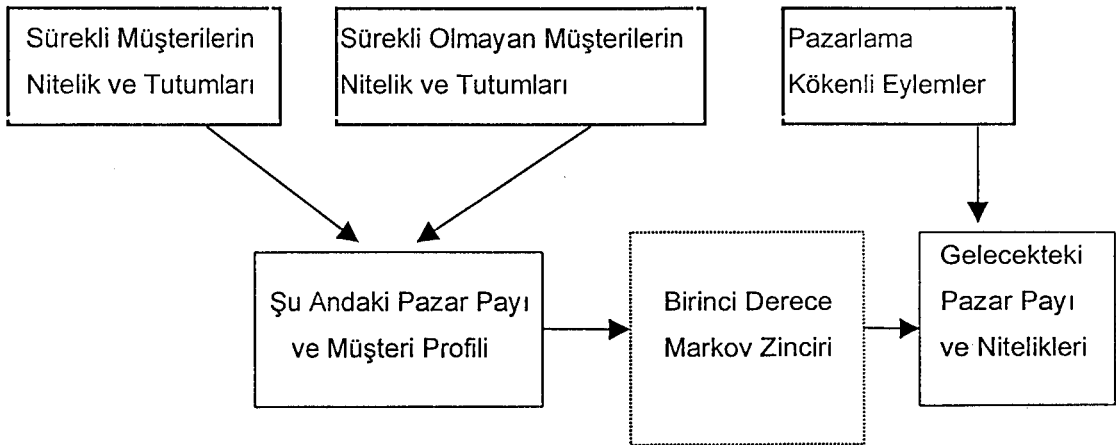 Sürekli Müşterilerin
Nitelik ve Tutumları
Sürekli Olmayan Müşterilerin
Nitelik ve Tutumları
Pazarlama
Kökenli Eylemler
Şu Andaki Pazar Payı
ve Müşteri Profili
Birinci Derece
Markov Zinciri
Gelecekteki
Pazar Payı
ve Nitelikleri